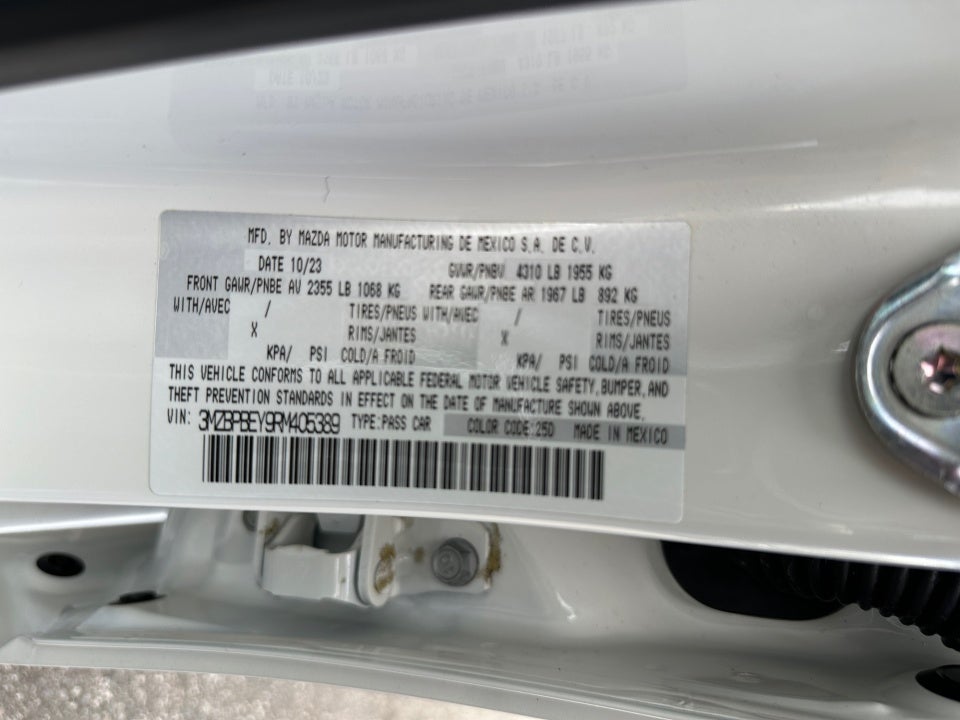 MFD. BY MAZDA MOTOR MANUFACTURING DE MEXICO S.A. DE C.V.
DATE 10/23 GVWR/PNBV 4310 LB 1955 KG
FRONT GAWR/PNBE AV 2355 LB 1068 KG REAR GAWR/PNBE AR 1967 LB 892 KG
WITH/AVEC / TIRES/PNEUS WITH/AVEC / TIRES/PNEUS
X RIMS/JANTES X RIMS/JANTES
KPA/ PSI COLD/A FROID KPA/ PSI COLD/A FROID
THIS VEHICLE CONFORMS TO ALL APPLICABLE FEDERAL MOTOR VEHICLE SAFETY, BUMPER, AND
THEFT PREVENTION STANDARDS IN EFFECT ON THE DATE OF MANUFACTURE SHOWN ABOVE.
VIN: 3MZBPBEY9RM405389 TYPE:PASS CAR COLOR CODE:25D MADE IN MEXICO